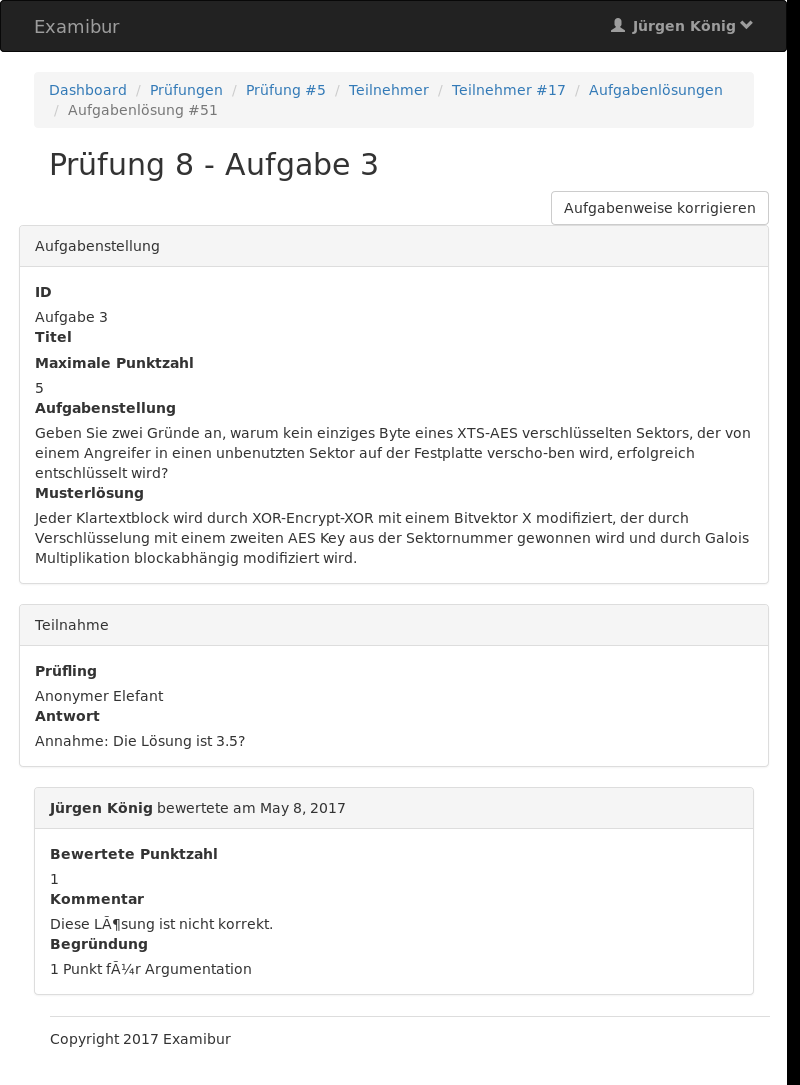 Examibur
Jürgen König
Dashboard / Prüfungen / Prüfung #5 / Teilnehmer / Teilnehmer #17 / Aufgabenlösungen
/ Aufgabenlösung #51
Prüfung 8 - Aufgabe 3
Aufgabenweise korrigieren
Aufgabenstellung
ID
Aufgabe 3
Titel
Maximale Punktzahl
5
Aufgabenstellung
Geben Sie zwei Gründe an, warum kein einziges Byte eines XTS-AES verschlüsselten Sektors, der von
einem Angreifer in einen unbenutzten Sektor auf der Festplatte verscho-ben wird, erfolgreich
entschlüsselt wird?
Musterlösung
Jeder Klartextblock wird durch XOR-Encrypt-XOR mit einem Bitvektor X modifiziert, der durch
Verschlüsselung mit einem zweiten AES Key aus der Sektornummer gewonnen wird und durch Galois
Multiplikation blockabhängig modifiziert wird.
Teilnahme
Prüfling
Anonymer Elefant
Antwort
Annahme: Die Lösung ist 3.5?
Jürgen König bewertete am May 8, 2017
Bewertete Punktzahl
1
Kommentar
Diese LÃ¶sung ist nicht korrekt.
Begründung
1 Punkt fÃ¼r Argumentation
Copyright 2017 Examibur